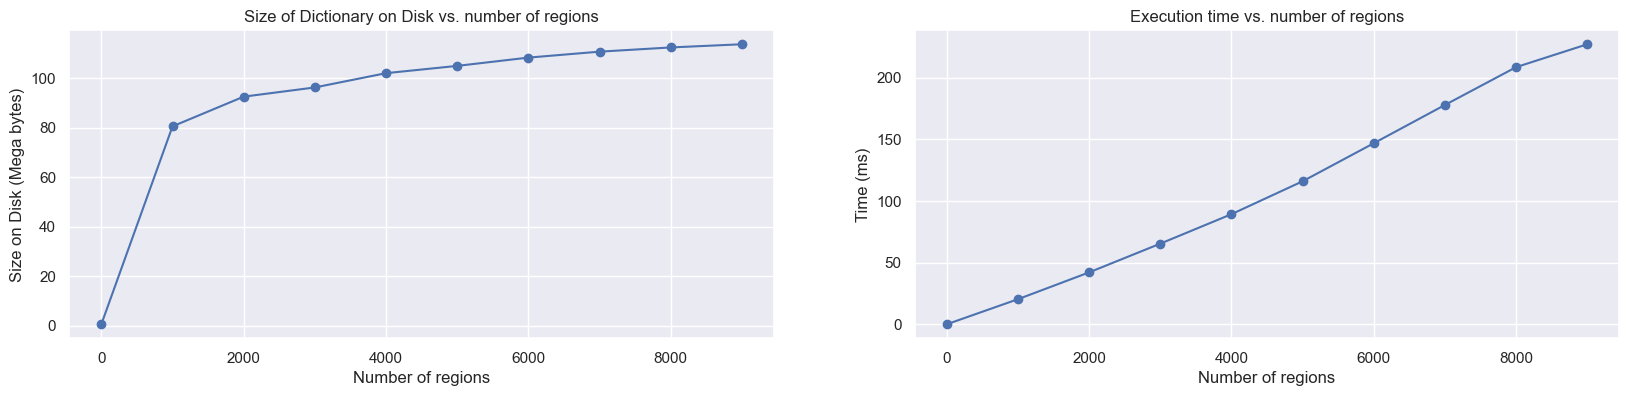 Size of Dictionary on Disk vs. number of regions
Size on Disk (Mega bytes)
100
80
60
40
20
0
0 2000 4000 6000 8000
Number of regions
Execution time vs. number of regions
Time (ms)
200
150
100
50
0
0 2000 4000 6000 8000
Number of regions